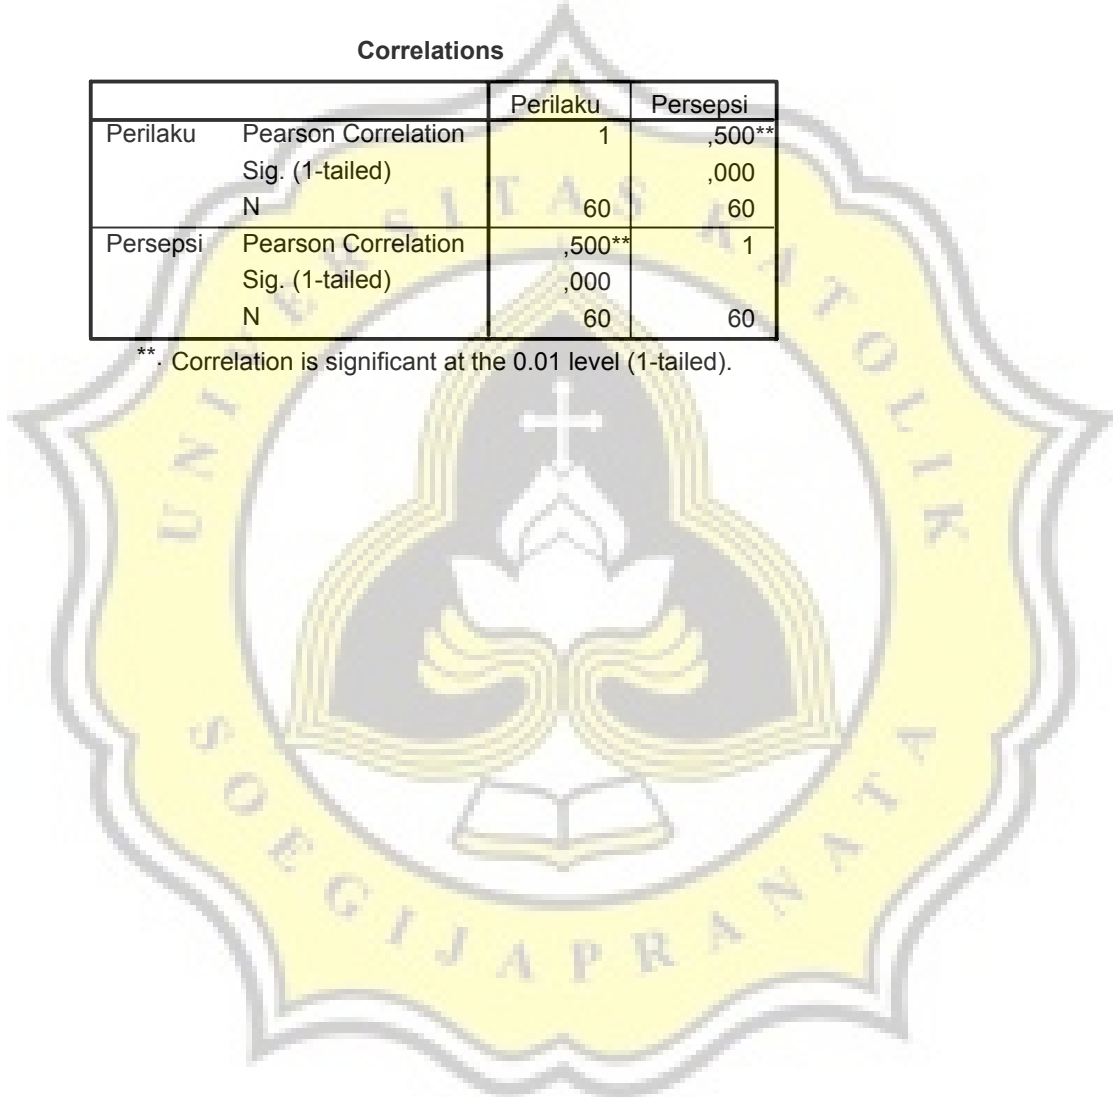 Correlations
Perilaku Persepsi
Perilaku Pearson Correlation 1 ,500**
Sig. (1-tailed) ,000
N 60 60
Persepsi Pearson Correlation ,500** 1
Sig. (1-tailed) ,000
N 60 60
**. Correlation is significant at the 0.01 level (1-tailed).
UNIVERSITAS KATOLIK
SOEGIJAPRANATA